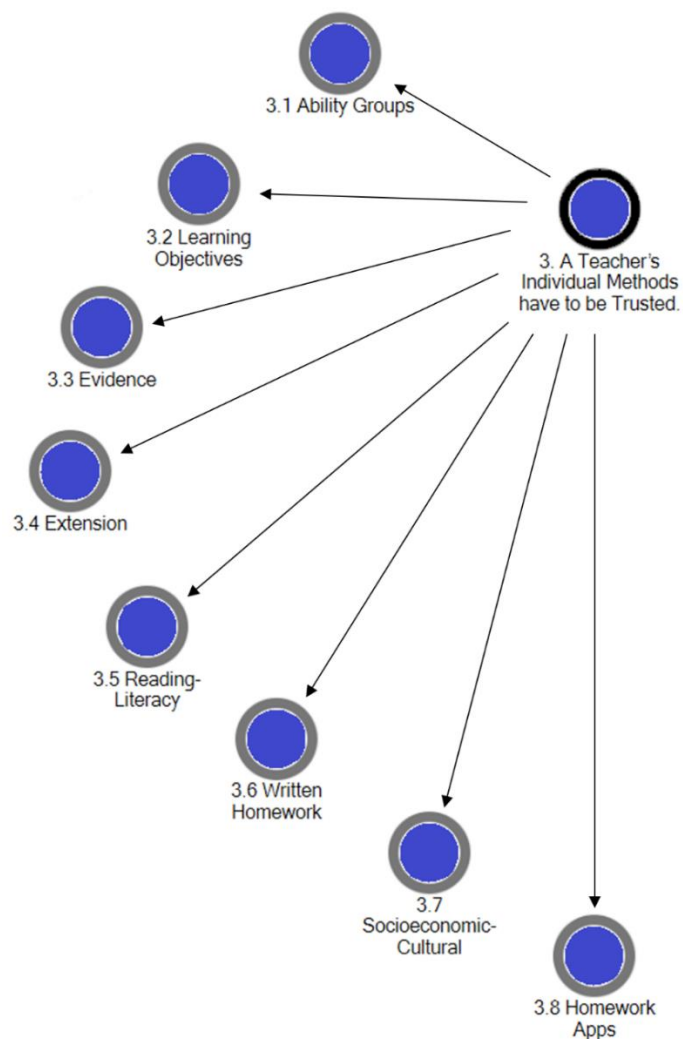 3.1 Ability Groups
3.2 Learning
Objectives
3. A Teacher's
Individual Methods
have to be Trusted.
3.3 Evidence
3.4 Extension
3.5 Reading-
Literacy
3.6 Written
Homework
3.7
Socioeconomic-
Cultural
3.8 Homework
Apps